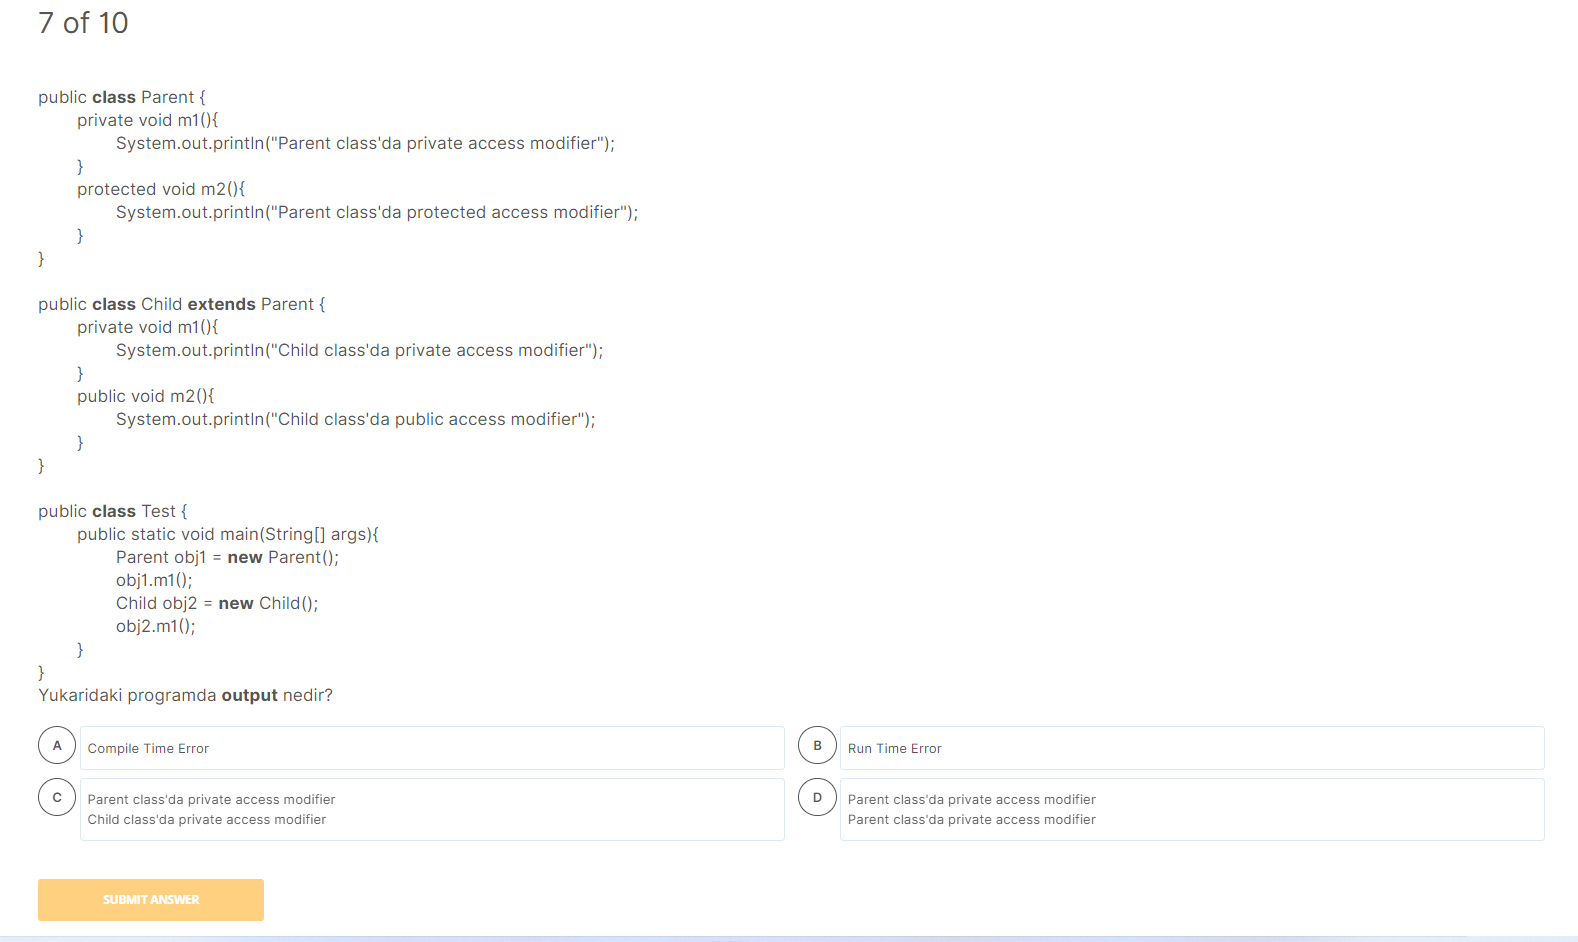 7 of 10
public class Parent {
private void m1(){
System.out.println("Parent class'da private access modifier");
}
protected void m2(){
System.out.println("Parent class'da protected access modifier");
}
}
public class Child extends Parent {
private void m1(){
System.out.println("Child class'da private access modifier");
}
public void m2(){
System.out.println("Child class'da public access modifier");
}
}
public class Test {
public static void main(String[] args){
Parent obj1 = new Parent();
obj1.m1();
Child obj2 = new Child();
obj2.m1();
}
}
Yukaridaki programda output nedir?
A Compile Time Error
B Run Time Error
C Parent class'da private access modifier
Child class'da private access modifier
D Parent class'da private access modifier
Parent class'da private access modifier
SUBMIT ANSWER